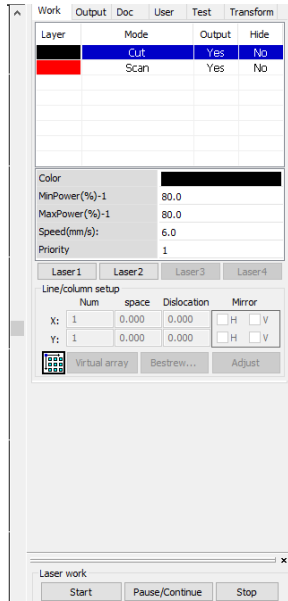 Work Output Doc User Test Transform
Layer Mode Output Hide
Cut Yes No
Scan Yes No
Color
MinPower(%)-1 80.0
MaxPower(%)-1 80.0
Speed(mm/s): 6.0
Priority 1
Laser1 Laser2 Laser3 Laser4
Line/column setup
Num space Dislocation Mirror
X: 1 0.000 0.000 H V
Y: 1 0.000 0.000 H V
Virtual array Bestrew... Adjust
x
Laser work
Start Pause/Continue Stop